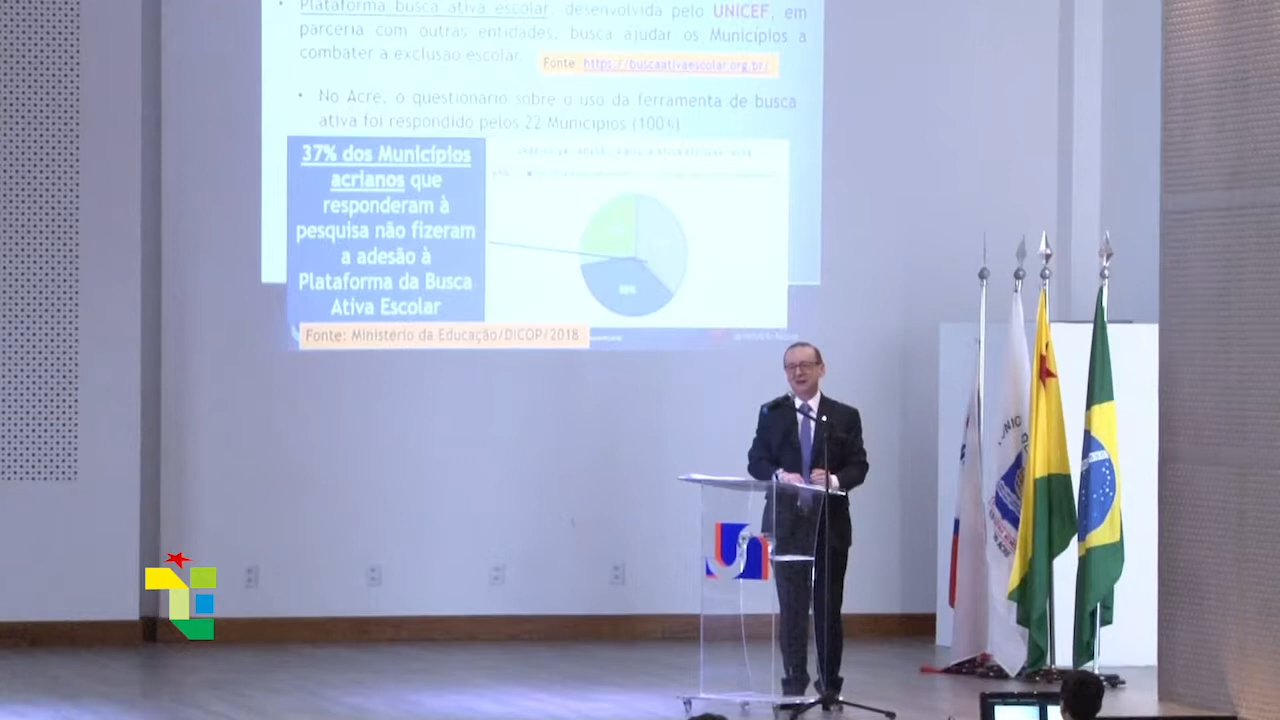 • Plataforma busca ativa escolar, desenvolvida pelo UNICEF, em
parceria com outras entidades, busca ajudar os Municípios a
combater a exclusão escolar.
Fonte https://buscaativaescolar.org.br/
• No Acre, o questionário sobre o uso da ferramenta de busca
ativa foi respondido pelos 22 Municípios (100%)
37% dos Municípios
acrianos que
responderam à
pesquisa não fizeram
a adesão à
Plataforma da Busca
Ativa Escolar
Fonte: Ministério da Educação/DICOP/2018